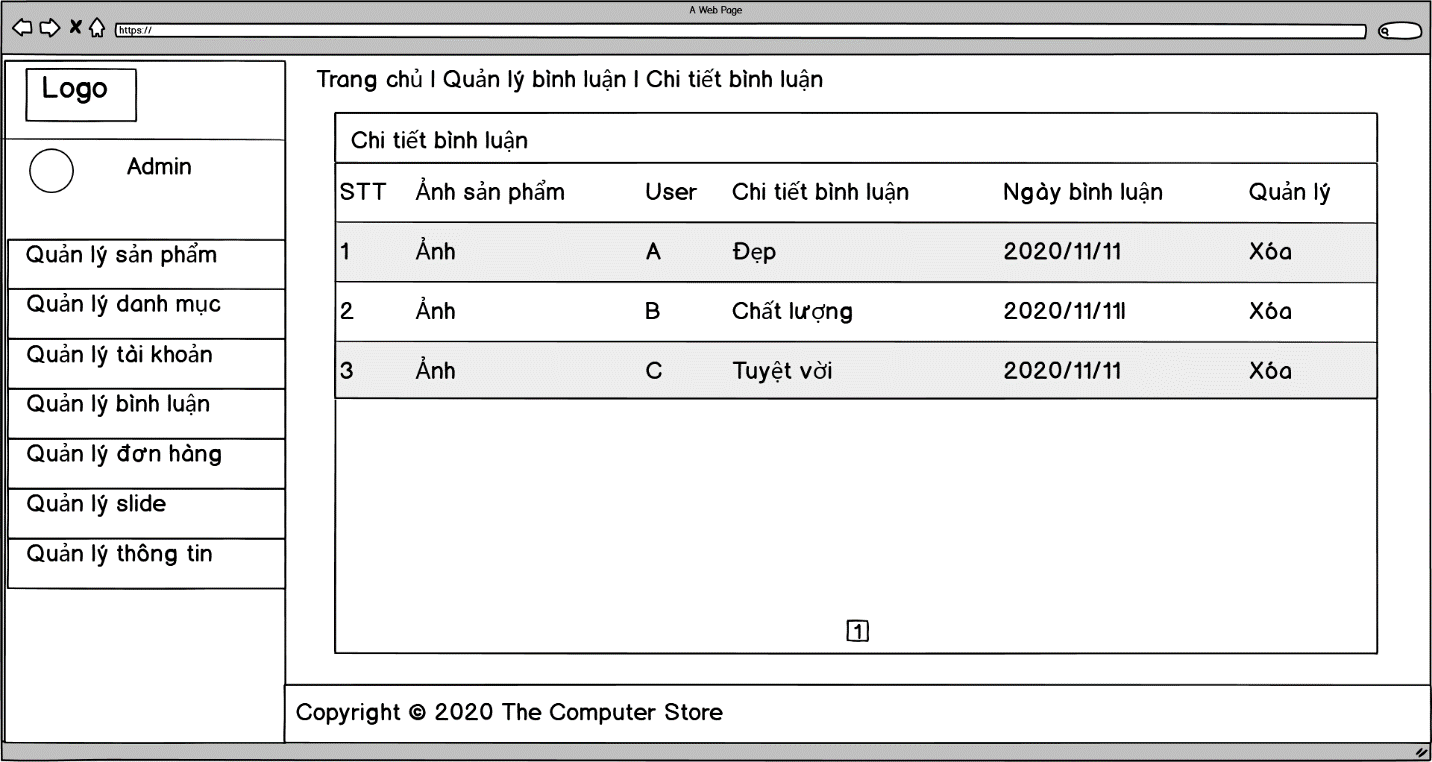 A Web Page
https://
Logo
Admin
Quản lý sản phẩm
Quản lý danh mục
Quản lý tài khoản
Quản lý bình luận
Quản lý đơn hàng
Quản lý slide
Quản lý thông tin
Trang chủ | Quản lý bình luận | Chi tiết bình luận
Chi tiết bình luận
STT Ảnh sản phẩm User Chi tiết bình luận Ngày bình luận Quản lý
1 Ảnh A Đẹp 2020/11/11 Xóa
2 Ảnh B Chất lượng 2020/11/11l Xóa
3 Ảnh C Tuyệt vời 2020/11/11 Xóa
1
Copyright © 2020 The Computer Store